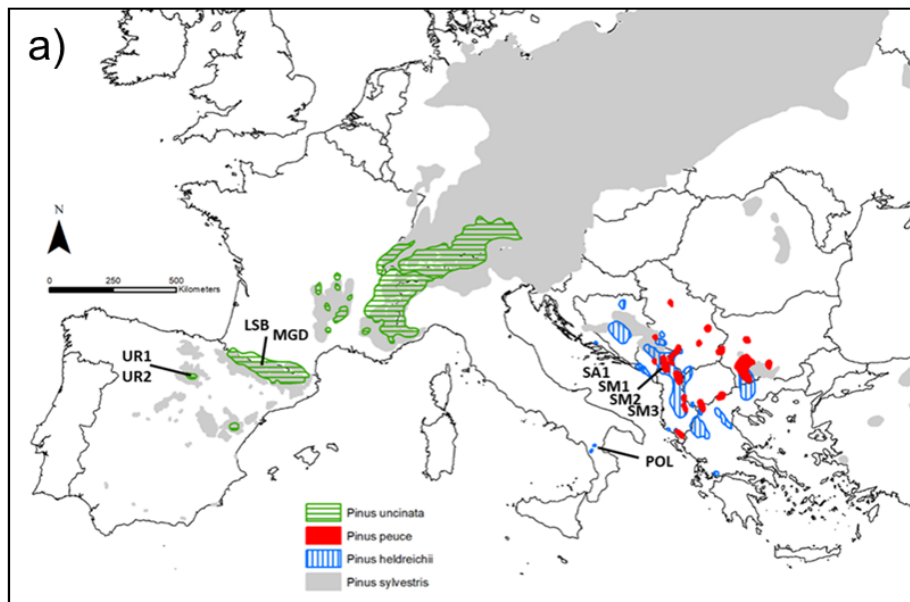 a)
N
0 250 500
Kilometers
LSB
MGD
UR1
UR2
SA1
SM1
SM2
SM3
POL
Pinus uncinata
Pinus peuce
Pinus heldreichii
Pinus sylvestris